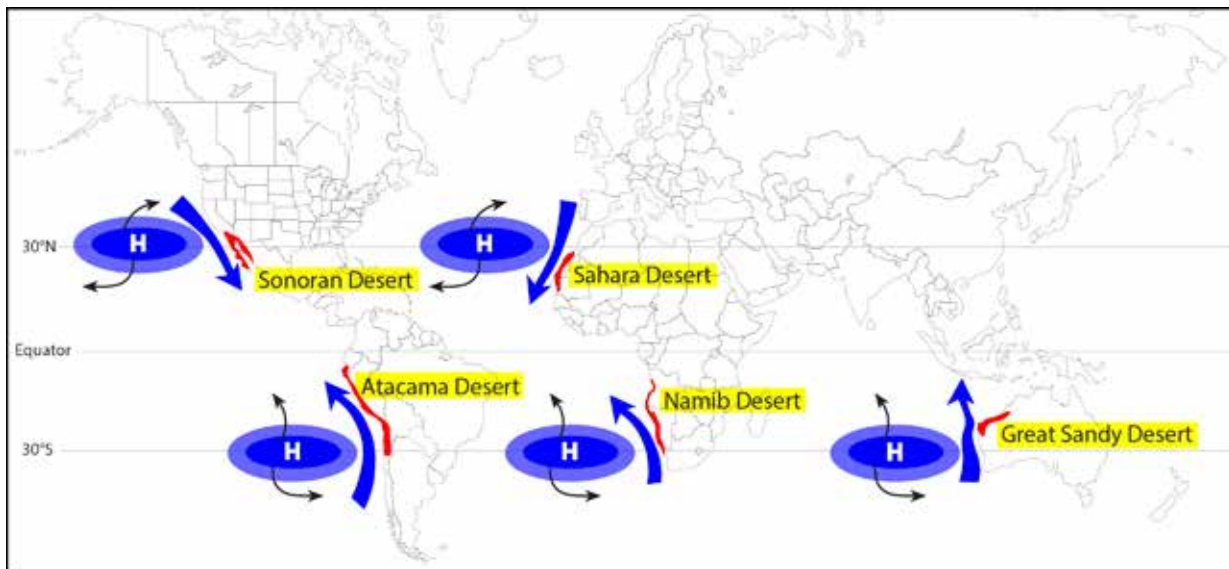 H
H
30°N
Sonoran Desert
Sahara Desert
Equator
Atacama Desert
Namib Desert
Great Sandy Desert
H
H
H
30°S